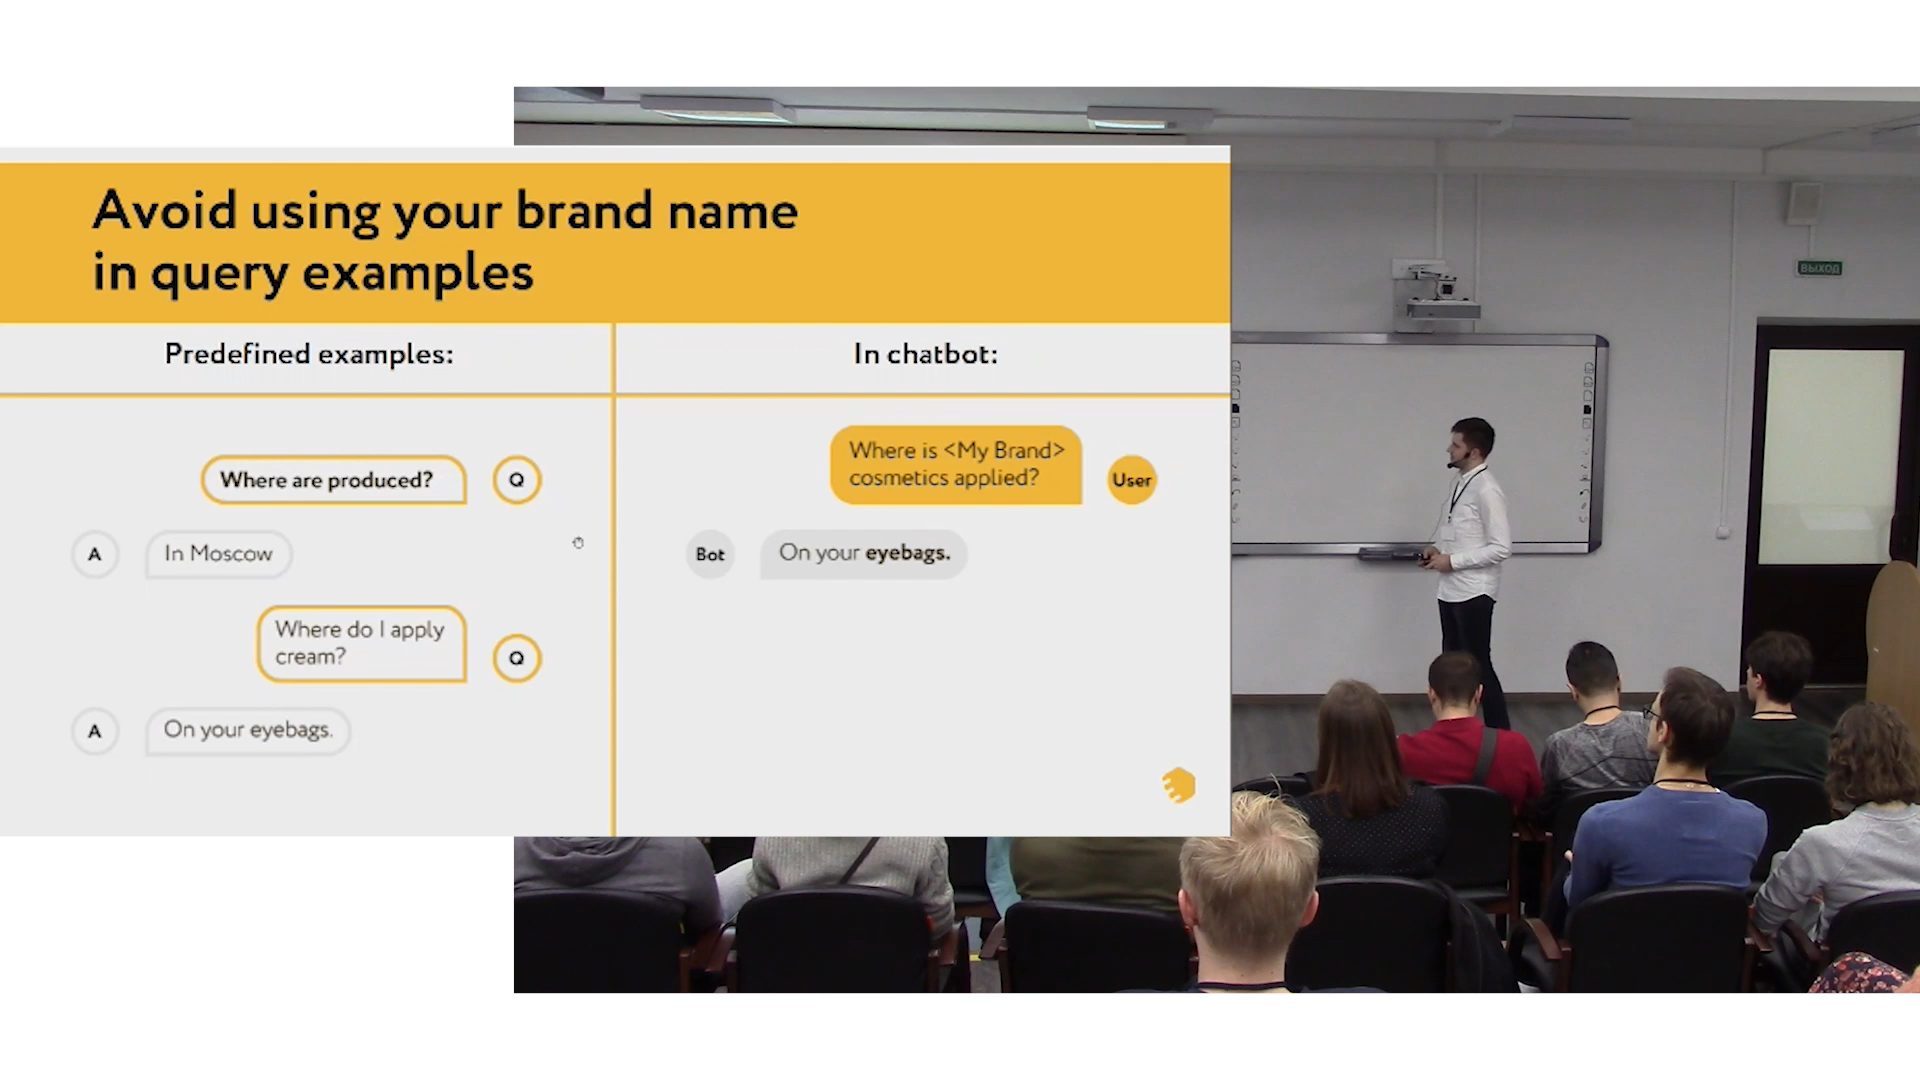 Avoid using your brand name
in query examples
Predefined examples:
In chatbot:
Where are produced?
Q
A
In Moscow
Where do I apply
cream?
Q
A
On your eyebags.
Where is <My Brand>
cosmetics applied?
User
Bot
On your eyebags.
ВЫХОД